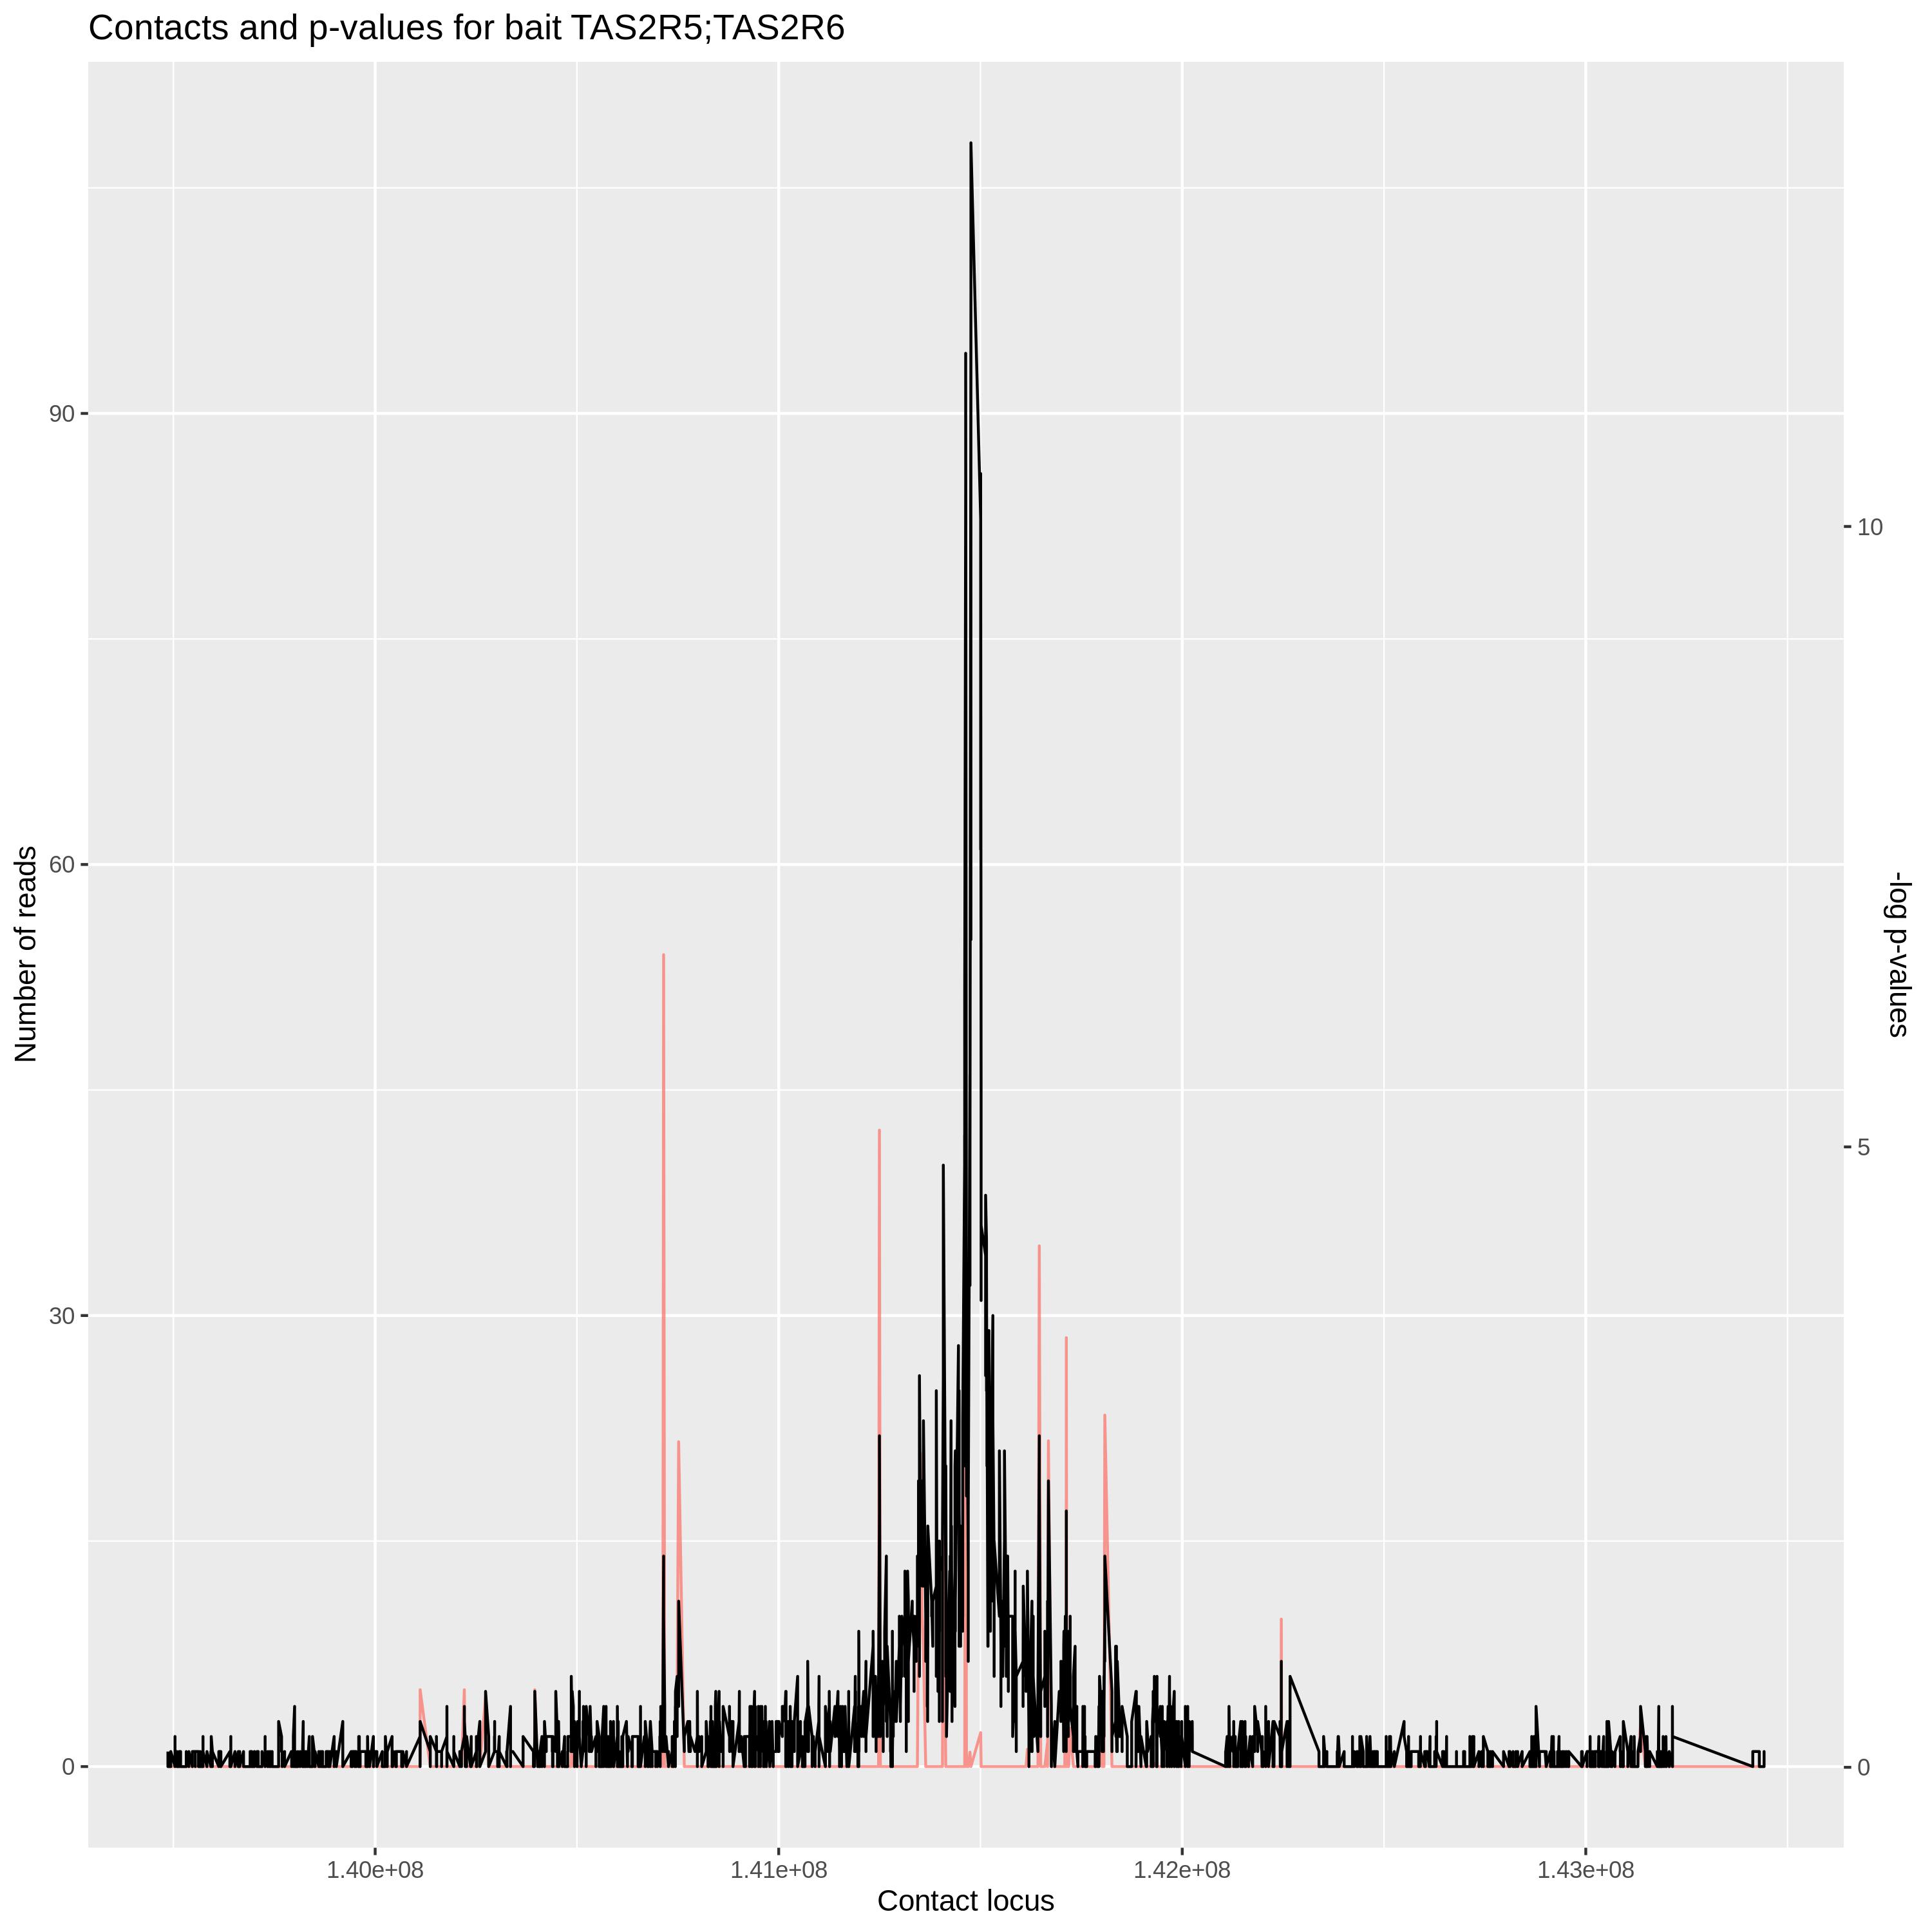 Contacts and p-values for bait TAS2R5;TAS2R6
Number of reads
90
60
30
0
10
5
0
-log p-values
1.40e+08
1.41e+08
1.42e+08
1.43e+08
Contact locus